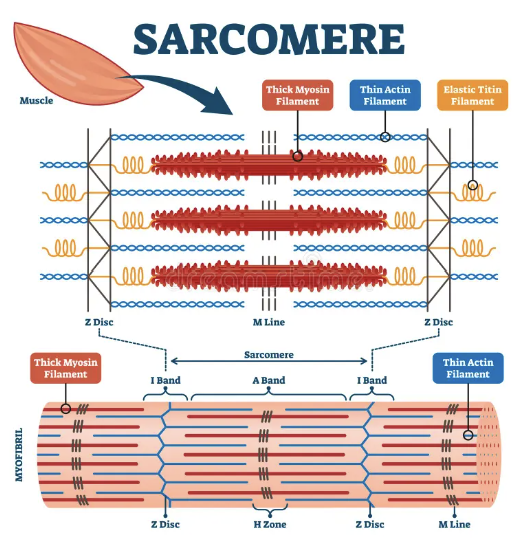 SARCOMERE
Muscle
Thick Myosin
Filament
Thin Actin
Filament
Elastic Titin
Filament
Z Disc
M Line
Z Disc
Sarcomere
Thick Myosin
Filament
I Band
A Band
I Band
Thin Actin
Filament
MYOFIBRIL
Z Disc
H Zone
Z Disc
M Line